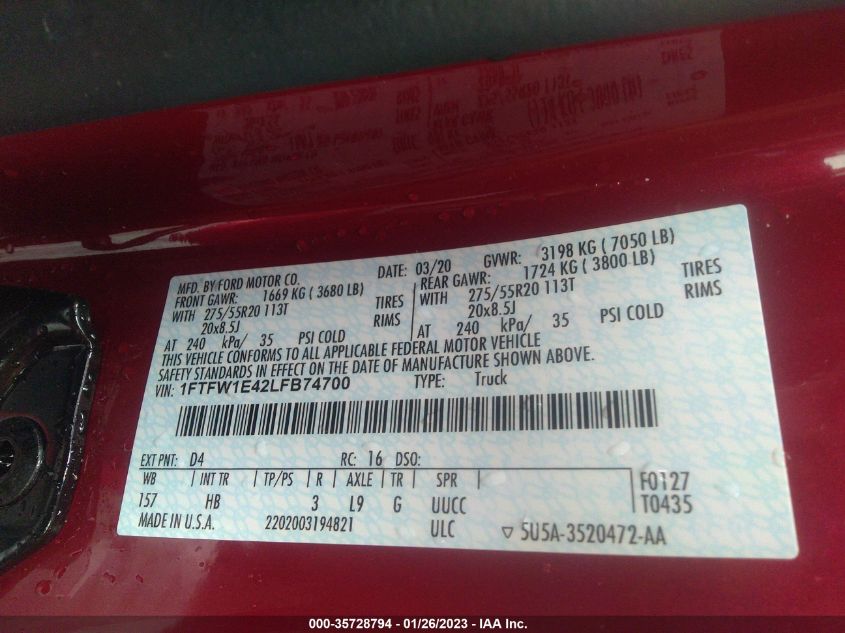 MFD. BY FORD MOTOR CO.
DATE: 03/20 GVWR: 3198 KG ( 7050 LB)
FRONT GAWR: 1669 KG ( 3680 LB)
REAR GAWR: 1724 KG ( 3800 LB)
WITH 275/55R20 113T TIRES
WITH 275/55R20 113T TIRES
20x8.5J RIMS
20x8.5J RIMS
AT 240 kPa/ 35 PSI COLD
AT 240 kPa/ 35 PSI COLD
THIS VEHICLE CONFORMS TO ALL APPLICABLE FEDERAL MOTOR VEHICLE
SAFETY STANDARDS IN EFFECT ON THE DATE OF MANUFACTURE SHOWN ABOVE.
VIN: 1FTFW1E42LFB74700 TYPE: Truck
EXT PNT: D4 RC: 16 DSO:
WB INT TR TP/PS R AXLE TR SPR
F0127
157 HB 3 L9 G UUCC
T0435
MADE IN U.S.A. 2202003194821 ULC ▽ 5U5A-3520472-AA
000-35728794 - 01/26/2023 - IAA Inc.